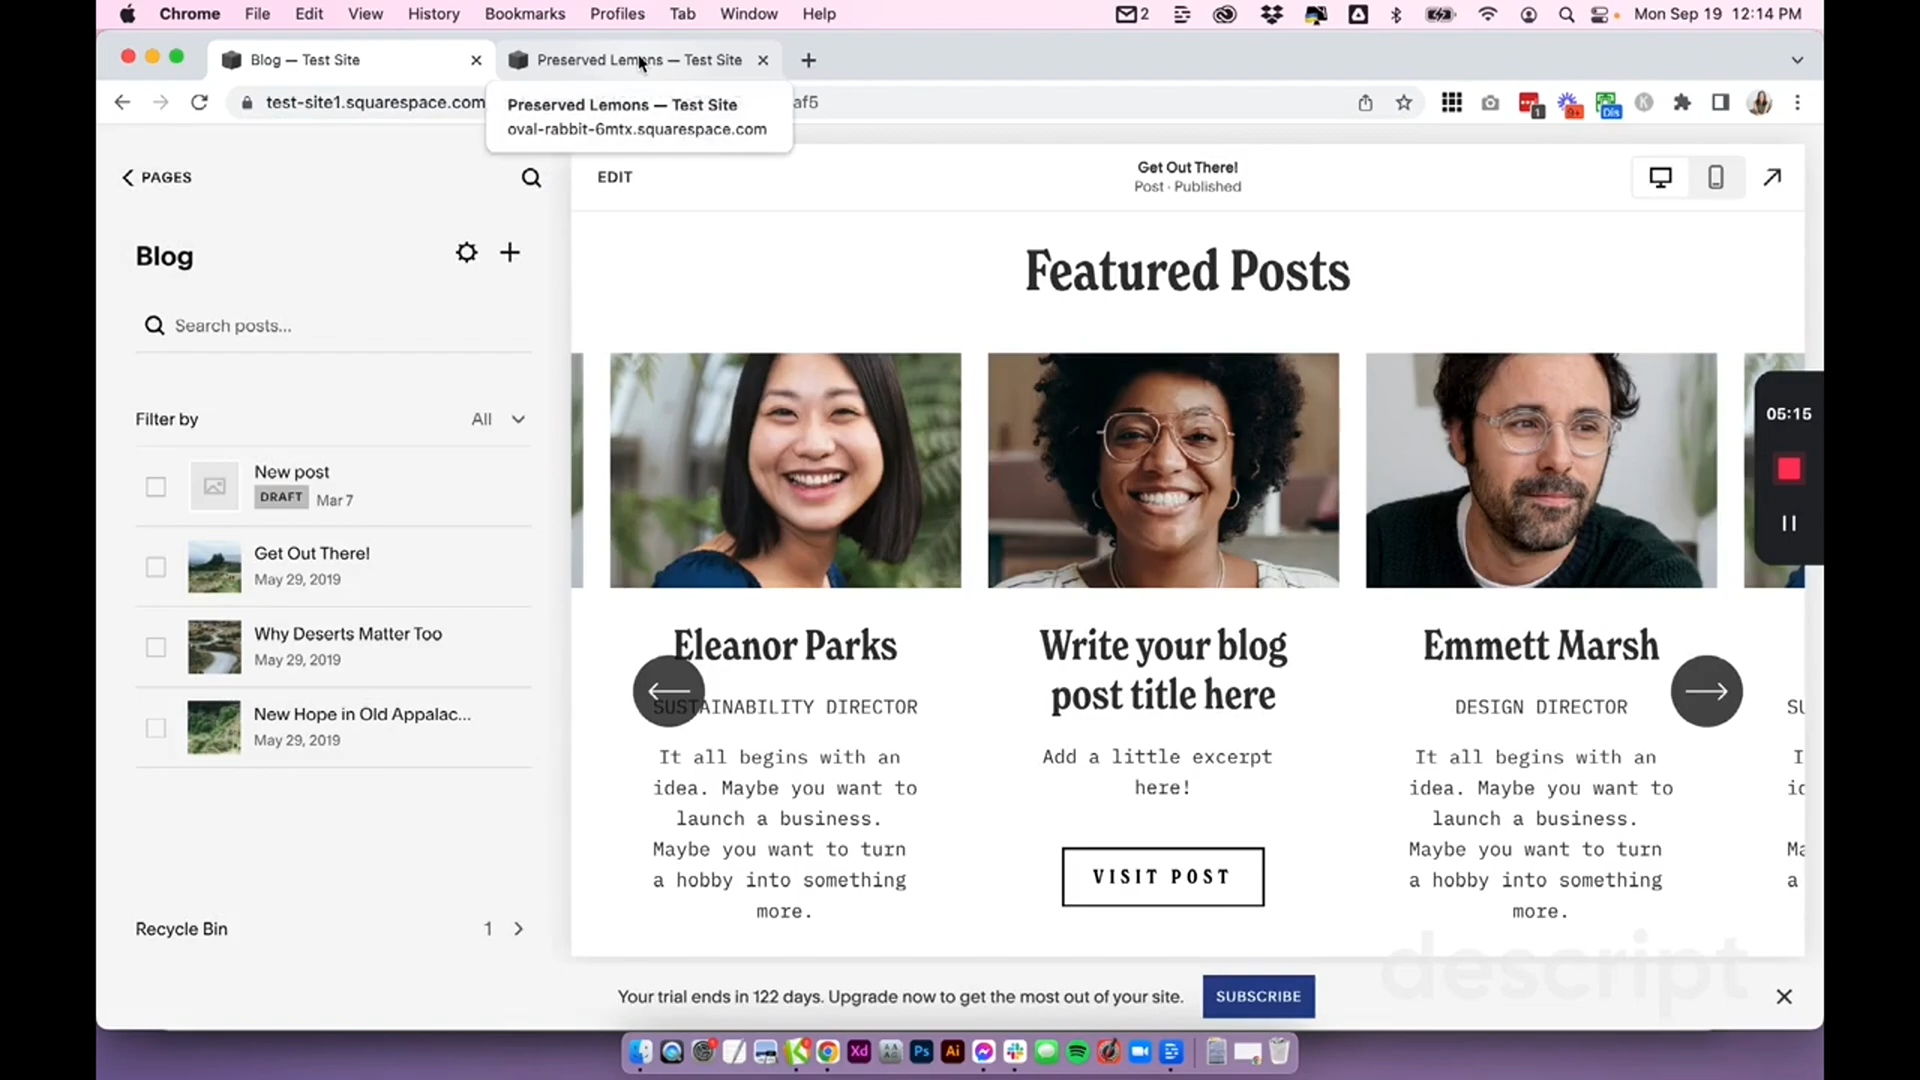 Chrome File Edit View History Bookmarks Profiles Tab Window Help 2 Mon Sep 19 12:14 PM
Blog — Test Site Preserved Lemons — Test Site
test-site1.squarespace.com af5
Preserved Lemons — Test Site
oval-rabbit-6mtx.squarespace.com
1 9+ Dis
PAGES
EDIT
Get Out There!
Post · Published
Blog
Search posts...
Filter by All
New post
DRAFT Mar 7
Get Out There!
May 29, 2019
Why Deserts Matter Too
May 29, 2019
New Hope in Old Appalac...
May 29, 2019
Recycle Bin 1
Featured Posts
Eleanor Parks
SUSTAINABILITY DIRECTOR
It all begins with an
idea. Maybe you want to
launch a business.
Maybe you want to turn
a hobby into something
more.
Write your blog
post title here
Add a little excerpt
here!
VISIT POST
Emmett Marsh
DESIGN DIRECTOR
It all begins with an
idea. Maybe you want to
launch a business.
Maybe you want to turn
a hobby into something
more.
05:15
descript
Your trial ends in 122 days. Upgrade now to get the most out of your site. SUBSCRIBE
Xd Ps Ai